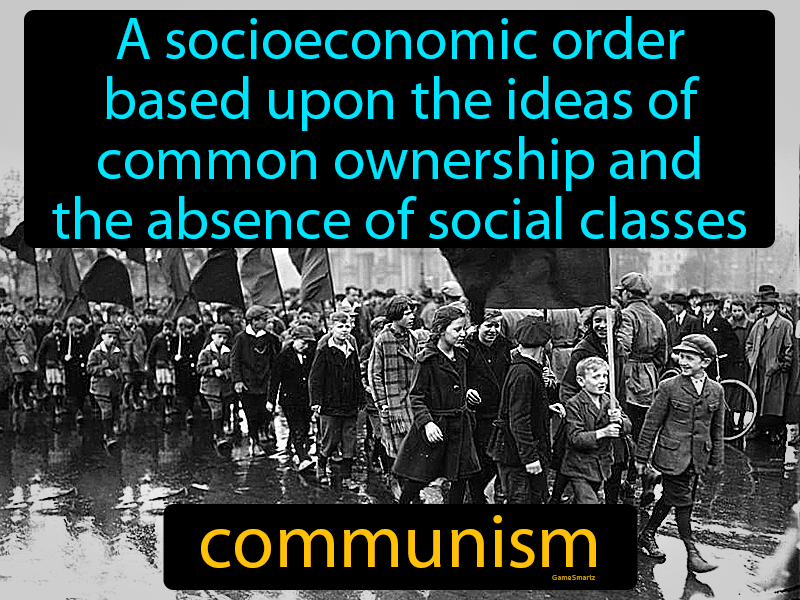 A socioeconomic order
based upon the ideas of
common ownership and
the absence of social classes
communism
GameSmartz